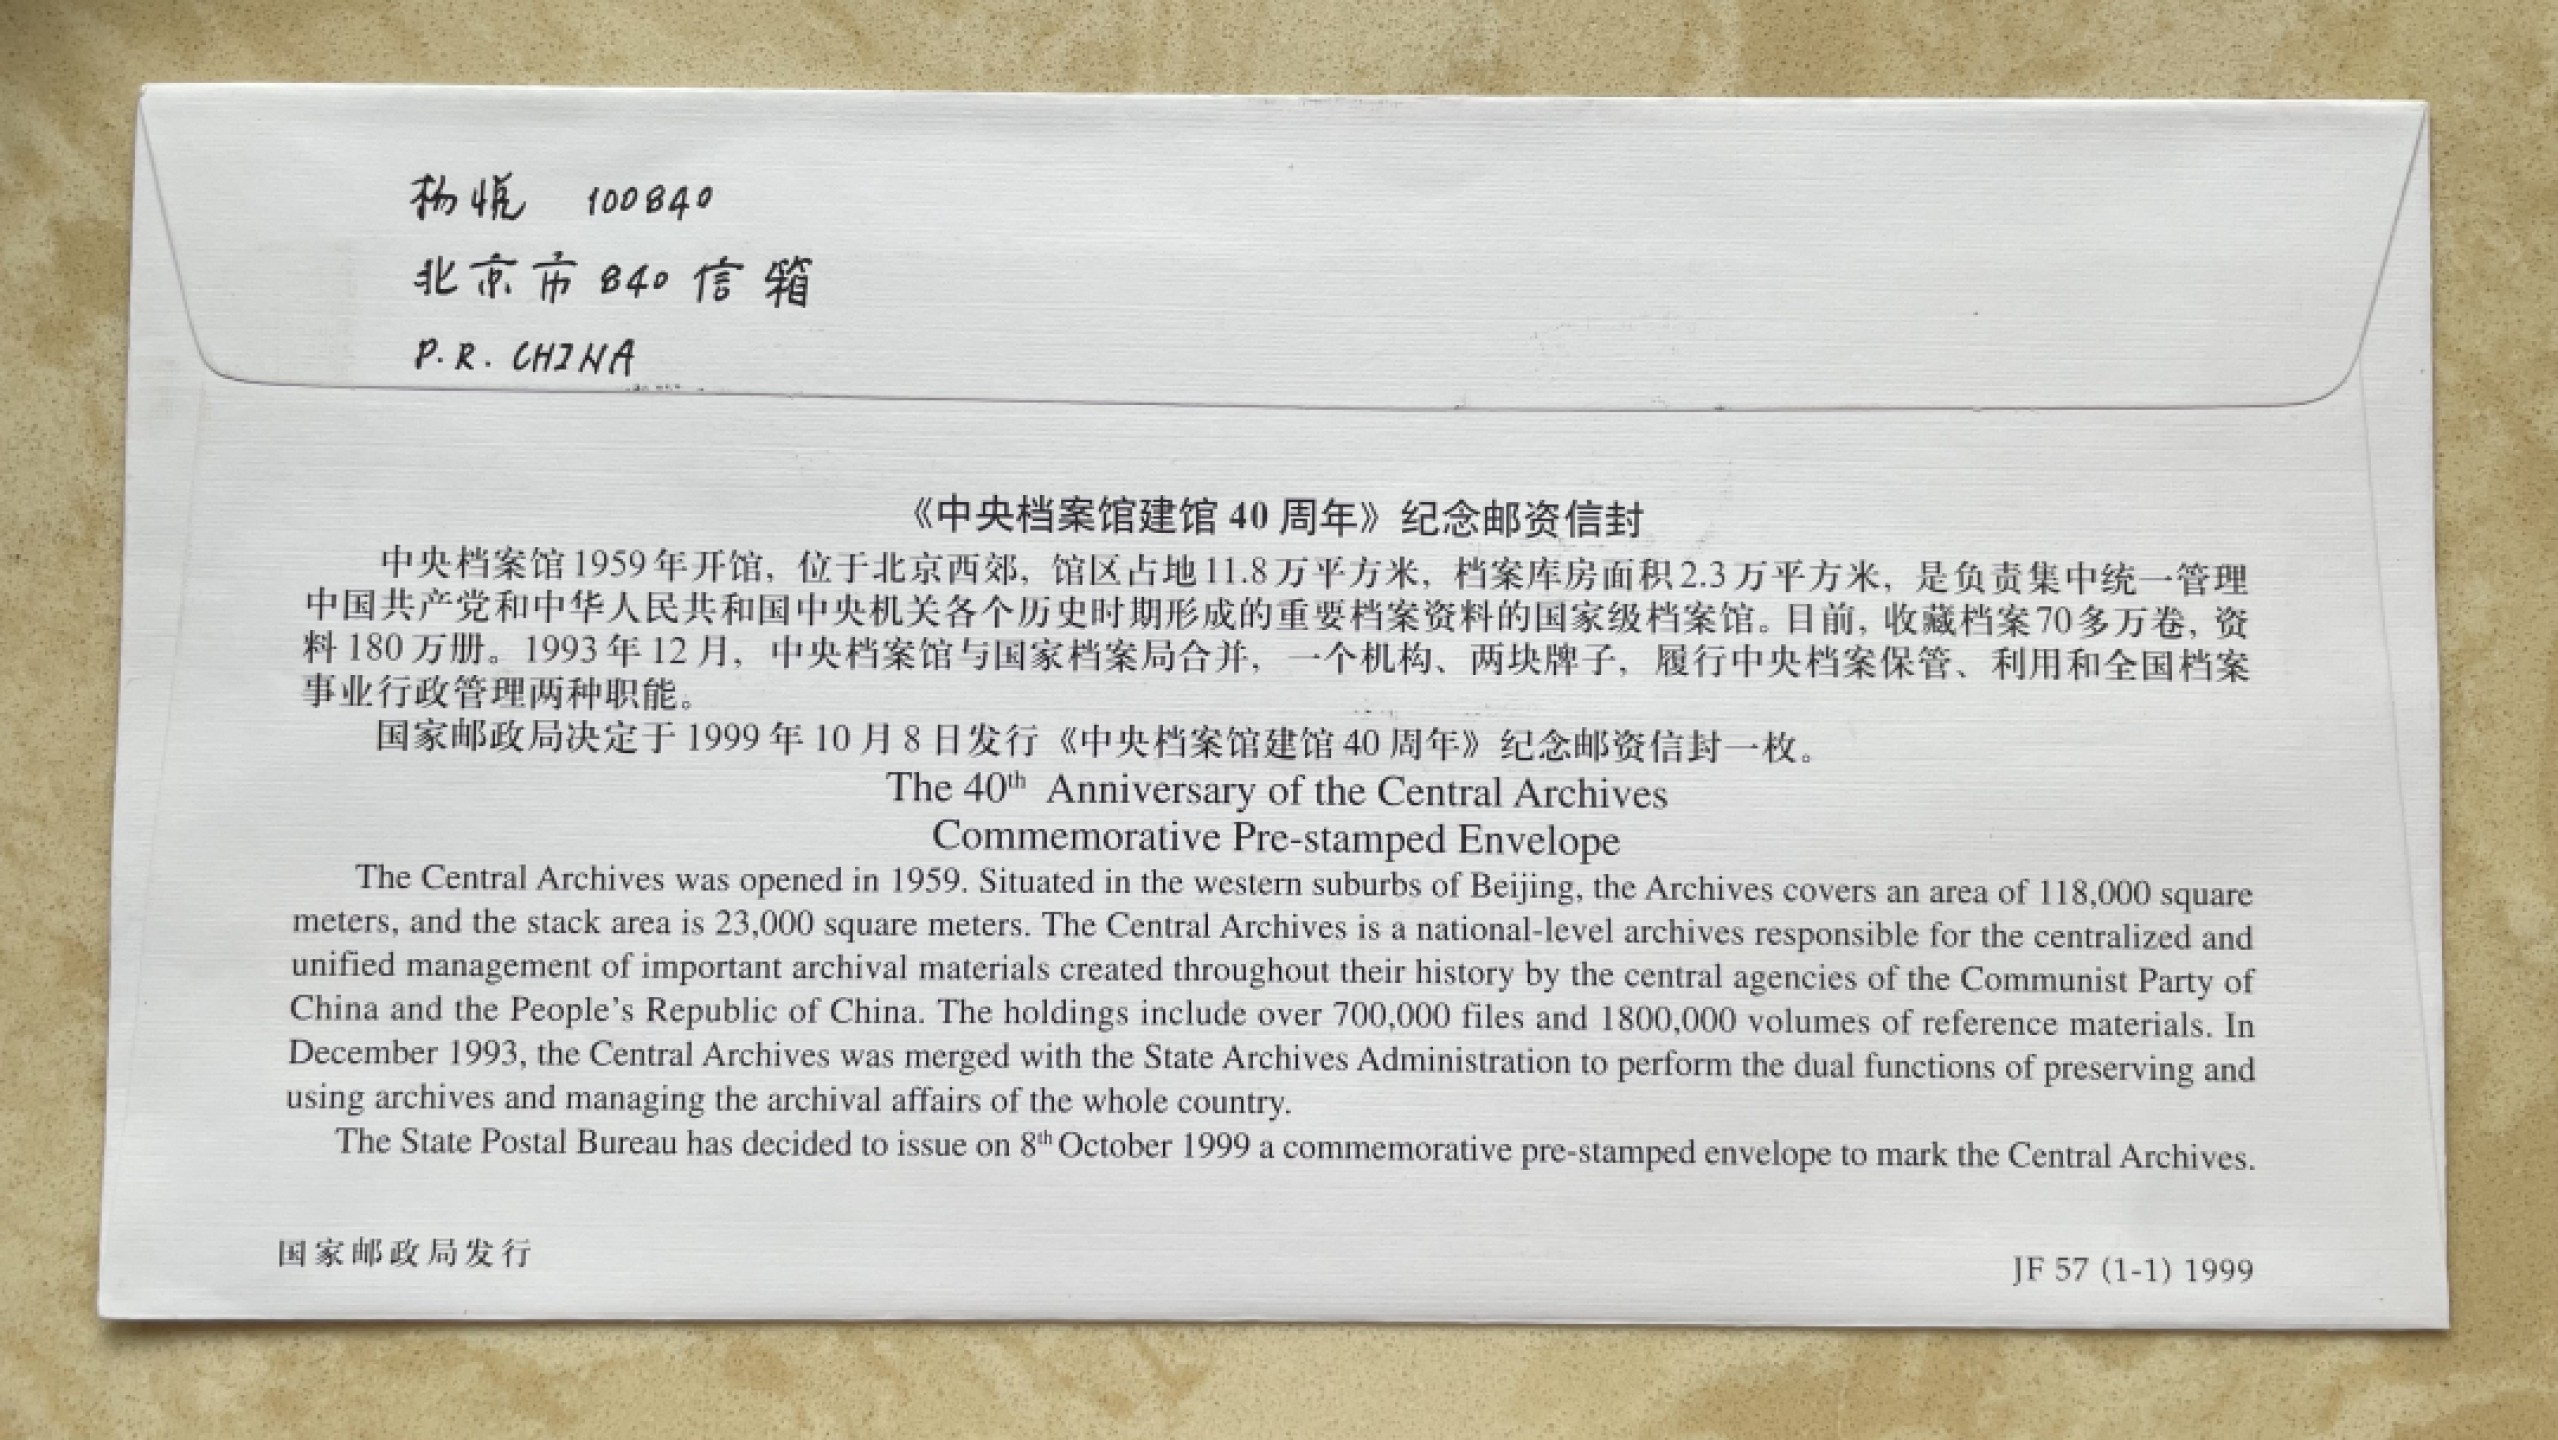 杨悦 100840
北京市840信箱
P.R. CHINA
《中央档案馆建馆40周年》纪念邮资信封
中央档案馆1959年开馆，位于北京西郊，馆区占地11.8万平方米，档案库房面积2.3万平方米，是负责集中统一管理
中国共产党和中华人民共和国中央机关各个历史时期形成的重要档案资料的国家级档案馆。目前，收藏档案70多万卷，资
料180万册。1993年12月，中央档案馆与国家档案局合并，一个机构、两块牌子，履行中央档案保管、利用和全国档案
事业行政管理两种职能。
国家邮政局决定于1999年10月8日发行《中央档案馆建馆40周年》纪念邮资信封一枚。
The 40th Anniversary of the Central Archives
Commemorative Pre-stamped Envelope
The Central Archives was opened in 1959. Situated in the western suburbs of Beijing, the Archives covers an area of 118,000 square
meters, and the stack area is 23,000 square meters. The Central Archives is a national-level archives responsible for the centralized and
unified management of important archival materials created throughout their history by the central agencies of the Communist Party of
China and the People's Republic of China. The holdings include over 700,000 files and 1800,000 volumes of reference materials. In
December 1993, the Central Archives was merged with the State Archives Administration to perform the dual functions of preserving and
using archives and managing the archival affairs of the whole country.
The State Postal Bureau has decided to issue on 8th October 1999 a commemorative pre-stamped envelope to mark the Central Archives.
国家邮政局发行
JF 57 (1-1) 1999